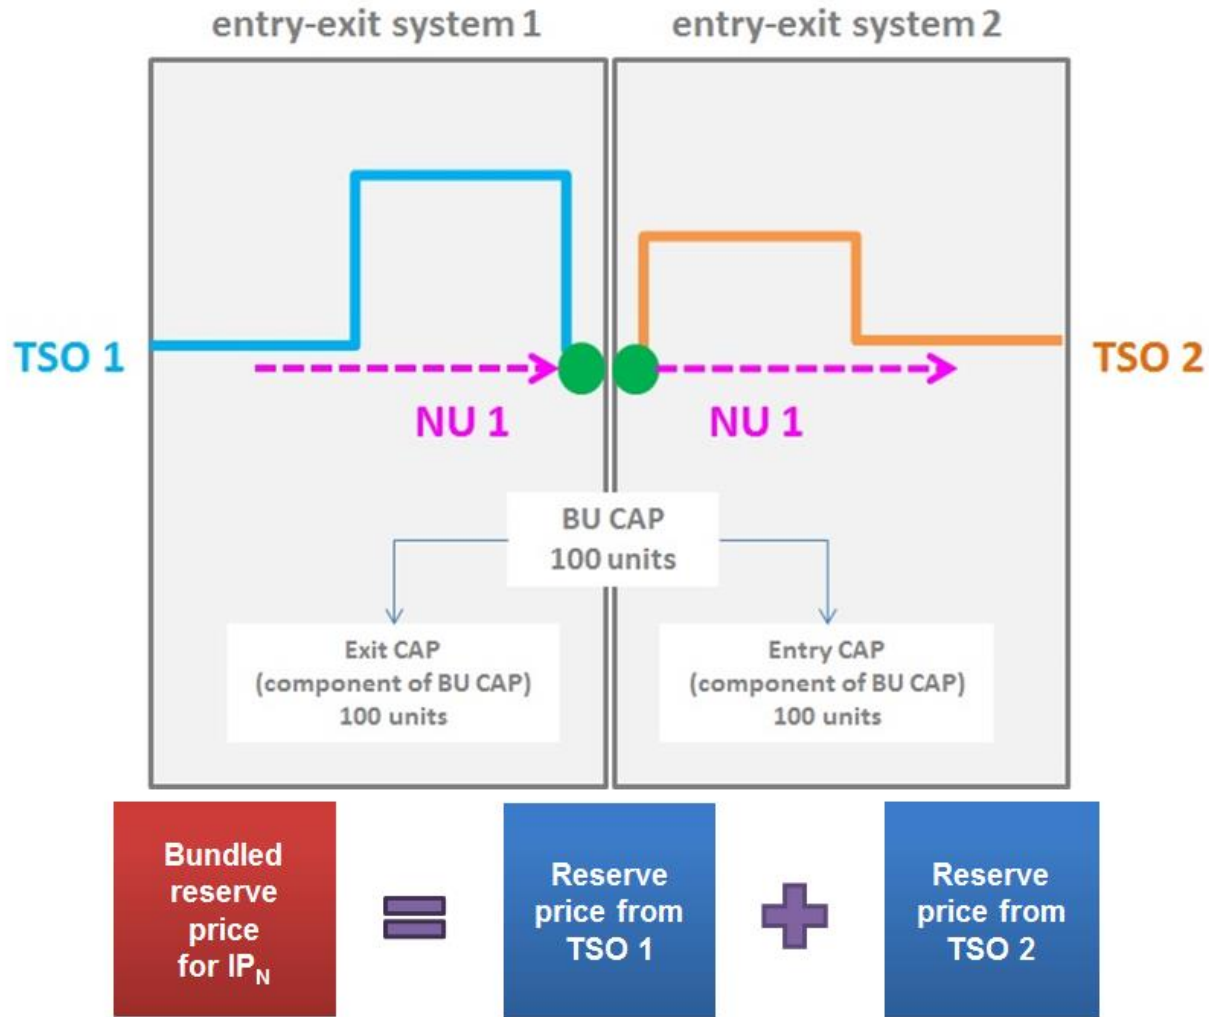 entry-exit system 1
entry-exit system 2
TSO 1
TSO 2
NU 1
NU 1
BU CAP
100 units
Exit CAP
(component of BU CAP)
100 units
Entry CAP
(component of BU CAP)
100 units
Bundled
reserve
price
for IPN
=
Reserve
price from
TSO 1
+
Reserve
price from
TSO 2